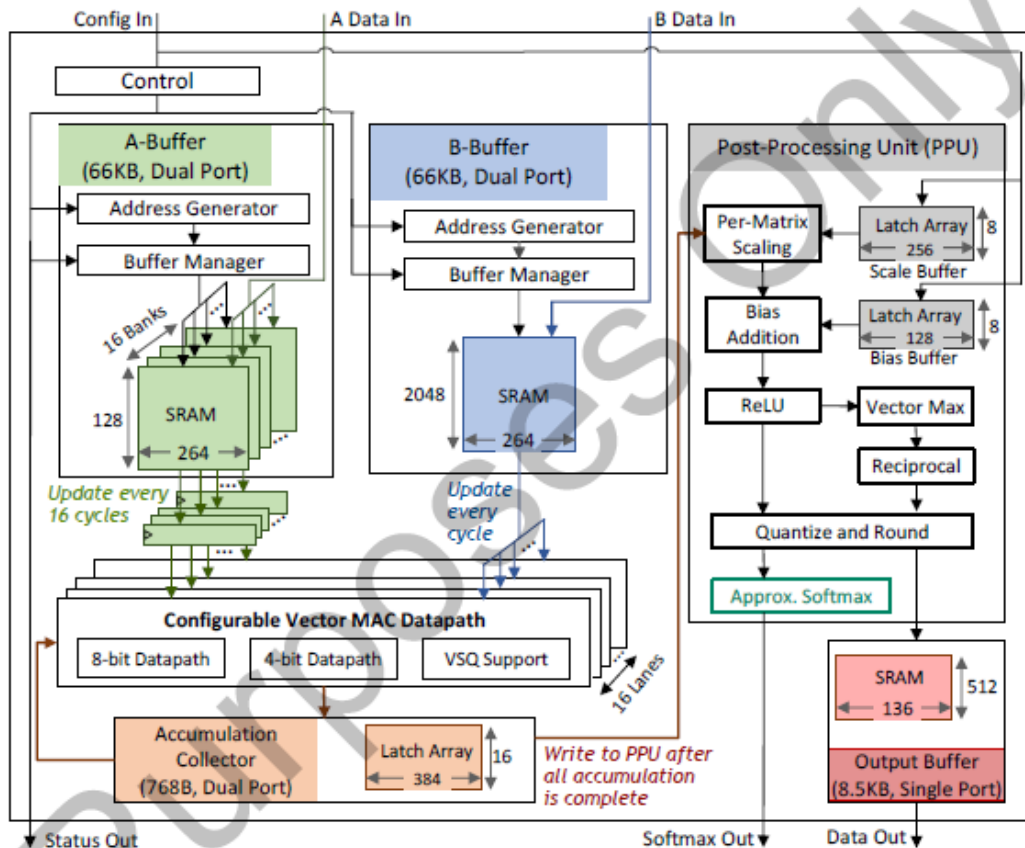 Config In
A Data In
B Data In
Control
A-Buffer
(66KB, Dual Port)
Address Generator
Buffer Manager
16 Banks
...
...
128
SRAM
264
...
Update every
16 cycles
...
...
B-Buffer
(66KB, Dual Port)
Address Generator
Buffer Manager
2048
SRAM
264
Update
every
cycle
...
Configurable Vector MAC Datapath
8-bit Datapath
4-bit Datapath
VSQ Support
...
16 Lanes
Accumulation
Collector
(768B, Dual Port)
Latch Array
384
16
Write to PPU after
all accumulation
is complete
Post-Processing Unit (PPU)
Per-Matrix
Scaling
Latch Array
256
8
Scale Buffer
Bias
Addition
Latch Array
128
8
Bias Buffer
ReLU
Vector Max
Reciprocal
Quantize and Round
Approx. Softmax
SRAM
136
512
Output Buffer
(8.5KB, Single Port)
Status Out
Softmax Out
Data Out
Purposes Only